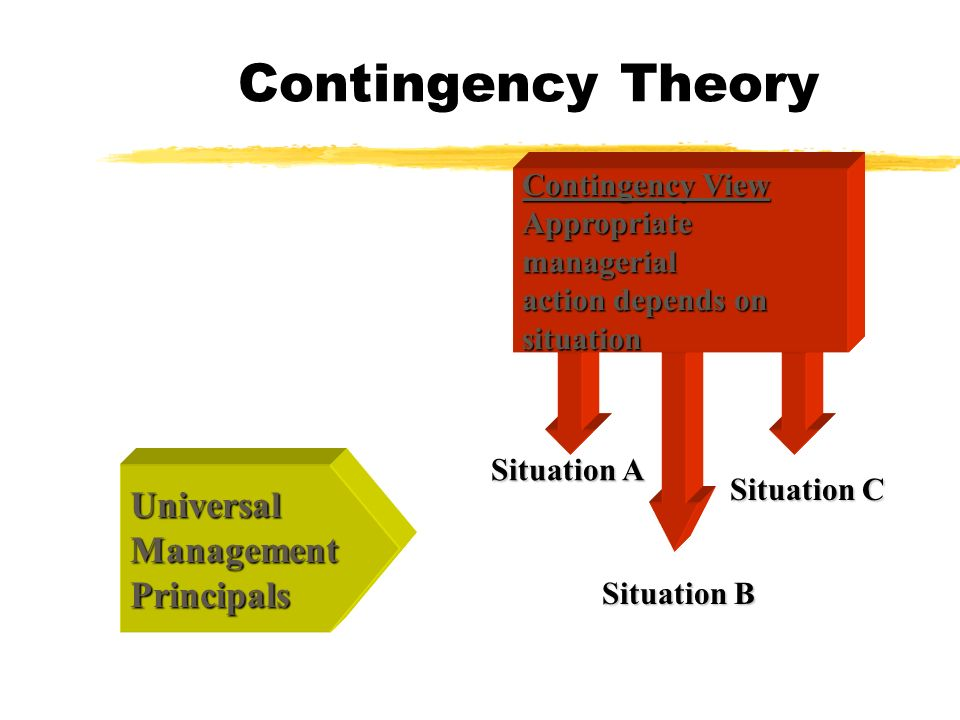 Contingency Theory
Contingency View
Appropriate
managerial
action depends on
situation
Situation A
Situation C
Universal
Management
Principals
Situation B